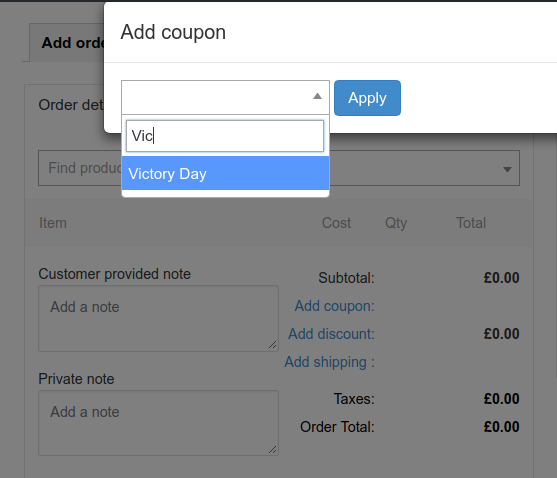 Add coupon
Add orde
Apply
Order det
Vic
Find produc
Victory Day
Item Cost Qty Total
Customer provided note
Subtotal: £0.00
Add a note
Add coupon:
Add discount: £0.00
Add shipping :
Private note
Taxes: £0.00
Add a note
Order Total: £0.00